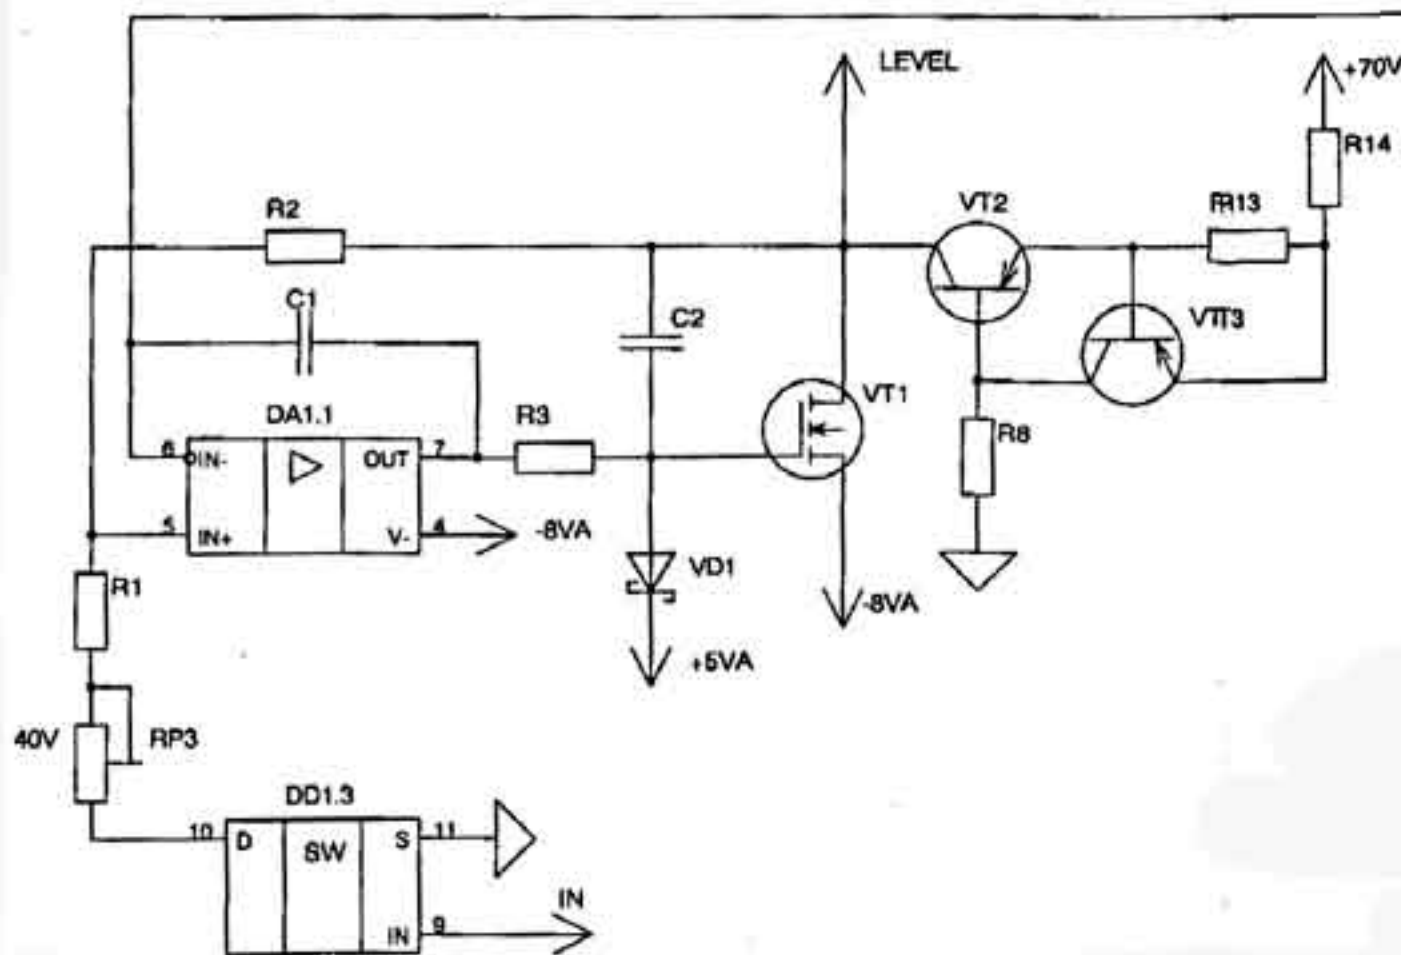 LEVEL
+70V
R14
R2
VT2
R13
C1
C2
VT3
VT1
DA1.1
R3
R8
6 IN- OUT 7
5 IN+ V- 4 -8VA
R1
VD1
-8VA
+5VA
40V RP3
DD1.3
10 D SW S 11
IN
IN 9